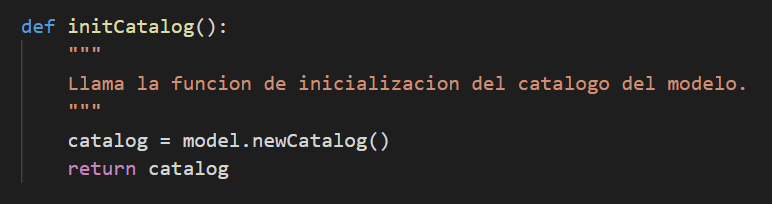 def initCatalog():
    """
    Llama la funcion de inicializacion del catalogo del modelo.
    """
    catalog = model.newCatalog()
    return catalog